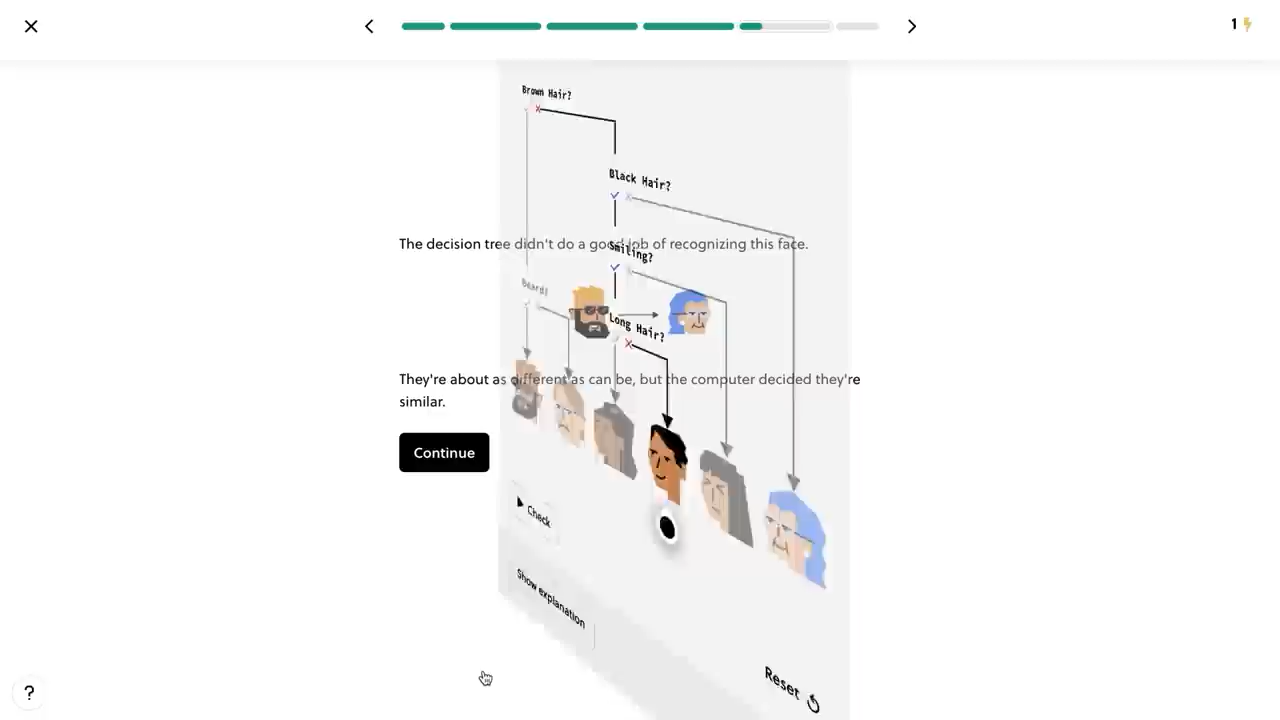 1
Brown Hair?
Black Hair?
The decision tree didn't do a good job of recognizing this face.
Smiling?
Beard?
Long Hair?
They're about as different as can be, but the computer decided they're
similar.
Continue
Check
Show explanation
Reset
?